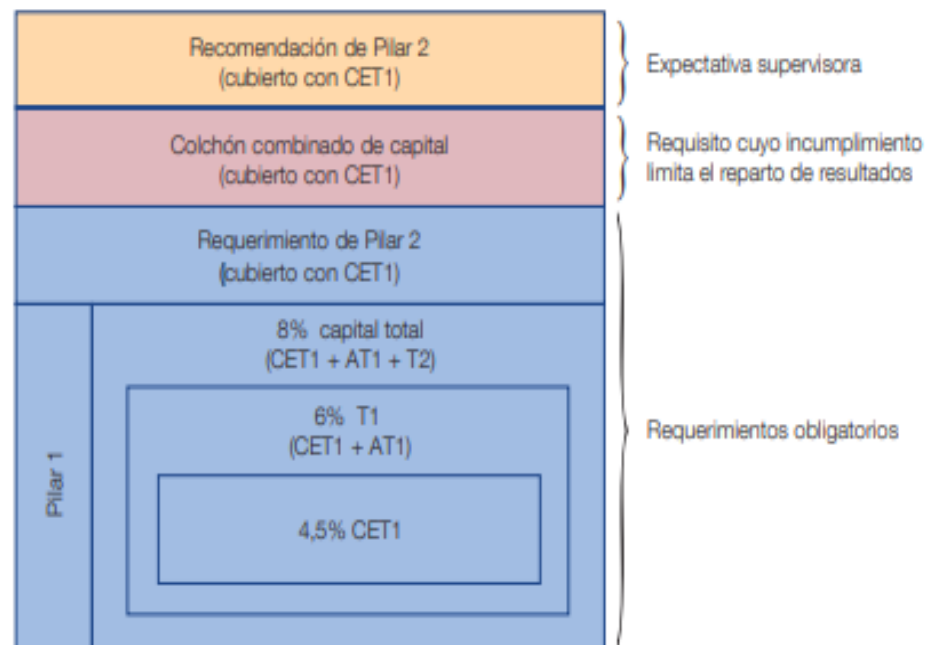 Recomendación de Pilar 2
(cubierto con CET1)
Expectativa supervisora
Colchón combinado de capital
(cubierto con CET1)
Requisito cuyo incumplimiento
limita el reparto de resultados
Requerimiento de Pilar 2
(cubierto con CET1)
8% capital total
(CET1 + AT1 + T2)
6% T1
(CET1 + AT1)
Requerimientos obligatorios
Pilar 1
4,5% CET1